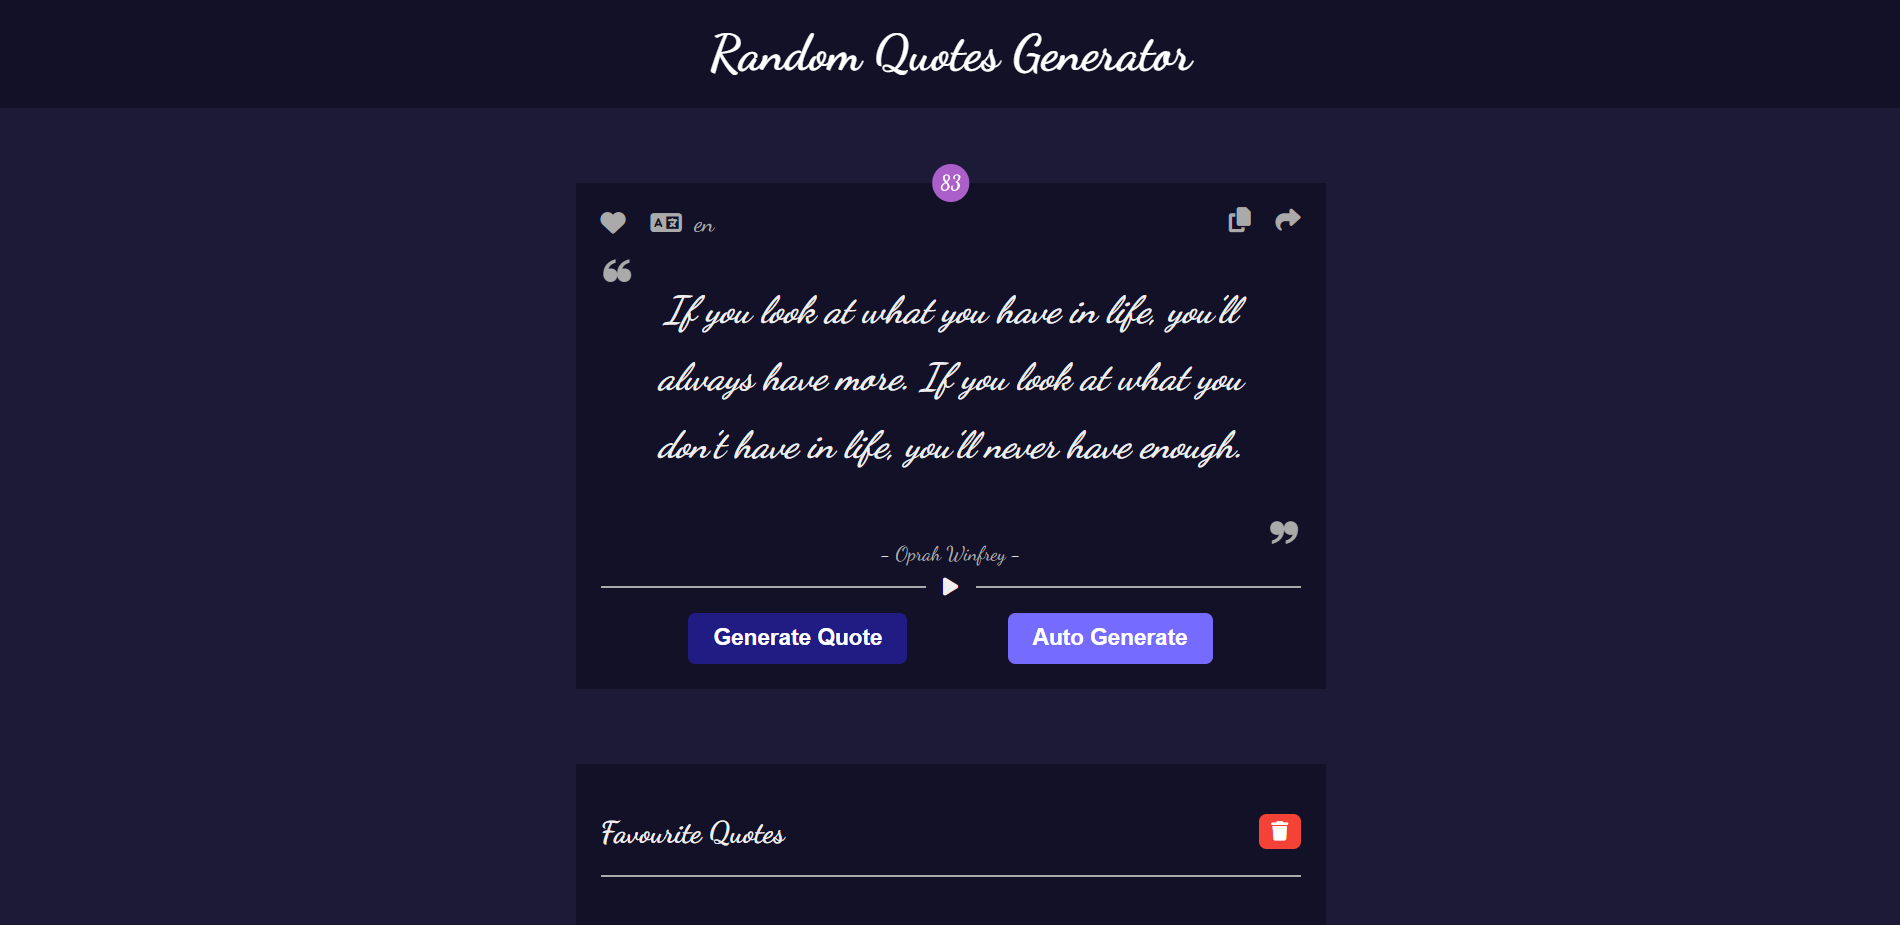 Random Quotes Generator
83
en
If you look at what you have in life, you'll
always have more. If you look at what you
don't have in life, you'll never have enough.
- Oprah Winfrey -
Generate Quote
Auto Generate
Favourite Quotes